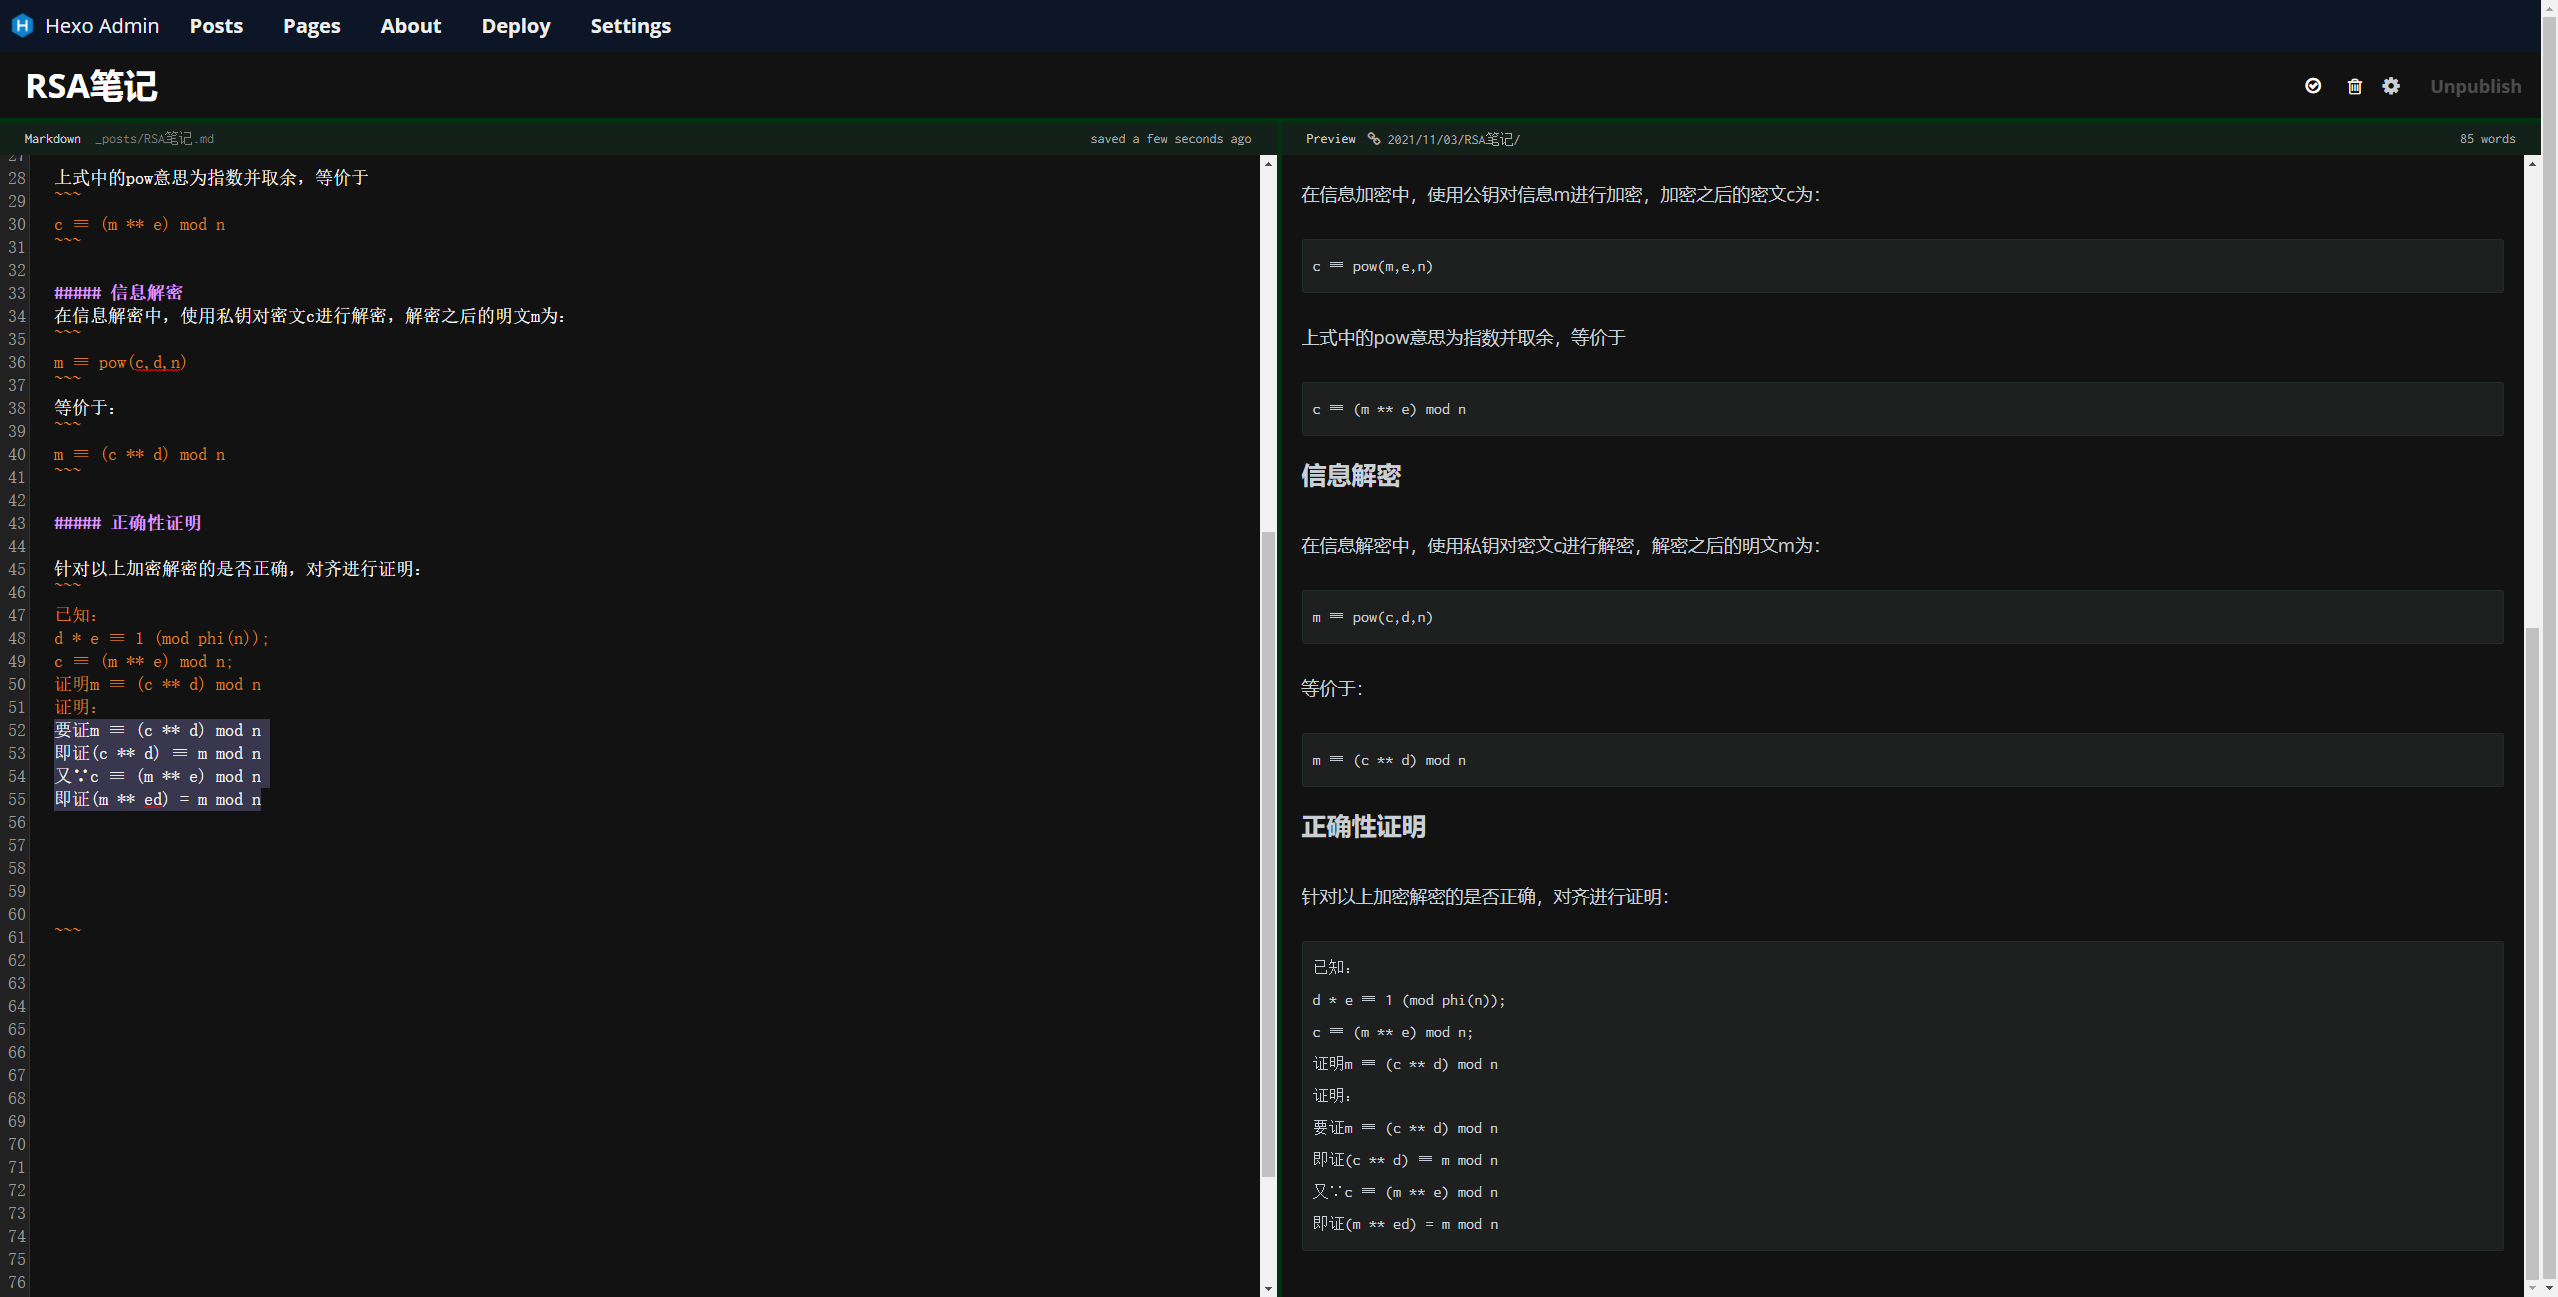 Hexo Admin Posts Pages About Deploy Settings
RSA笔记
Unpublish
Markdown _posts/RSA笔记.md saved a few seconds ago
27
28 上式中的pow意思为指数并取余，等价于
29 ~~~
30 c ≡ (m ** e) mod n
31 ~~~
32
33 ##### 信息解密
34 在信息解密中，使用私钥对密文c进行解密，解密之后的明文m为：
35 ~~~
36 m ≡ pow(c,d,n)
37 ~~~
38 等价于：
39 ~~~
40 m ≡ (c ** d) mod n
41 ~~~
42
43 ##### 正确性证明
44
45 针对以上加密解密的是否正确，对齐进行证明：
46 ~~~
47 已知：
48 d * e ≡ 1 (mod phi(n));
49 c ≡ (m ** e) mod n;
50 证明m ≡ (c ** d) mod n
51 证明：
52 要证m ≡ (c ** d) mod n
53 即证(c ** d) ≡ m mod n
54 又∵c ≡ (m ** e) mod n
55 即证(m ** ed) = m mod n
56
57
58
59
60
61 ~~~
62
63
64
65
66
67
68
69
70
71
72
73
74
75
76
Preview 2021/11/03/RSA笔记/ 85 words
在信息加密中，使用公钥对信息m进行加密，加密之后的密文c为：
c ≡ pow(m,e,n)
上式中的pow意思为指数并取余，等价于
c ≡ (m ** e) mod n
信息解密
在信息解密中，使用私钥对密文c进行解密，解密之后的明文m为：
m ≡ pow(c,d,n)
等价于：
m ≡ (c ** d) mod n
正确性证明
针对以上加密解密的是否正确，对齐进行证明：
已知：
d * e ≡ 1 (mod phi(n));
c ≡ (m ** e) mod n;
证明m ≡ (c ** d) mod n
证明：
要证m ≡ (c ** d) mod n
即证(c ** d) ≡ m mod n
又∵c ≡ (m ** e) mod n
即证(m ** ed) = m mod n